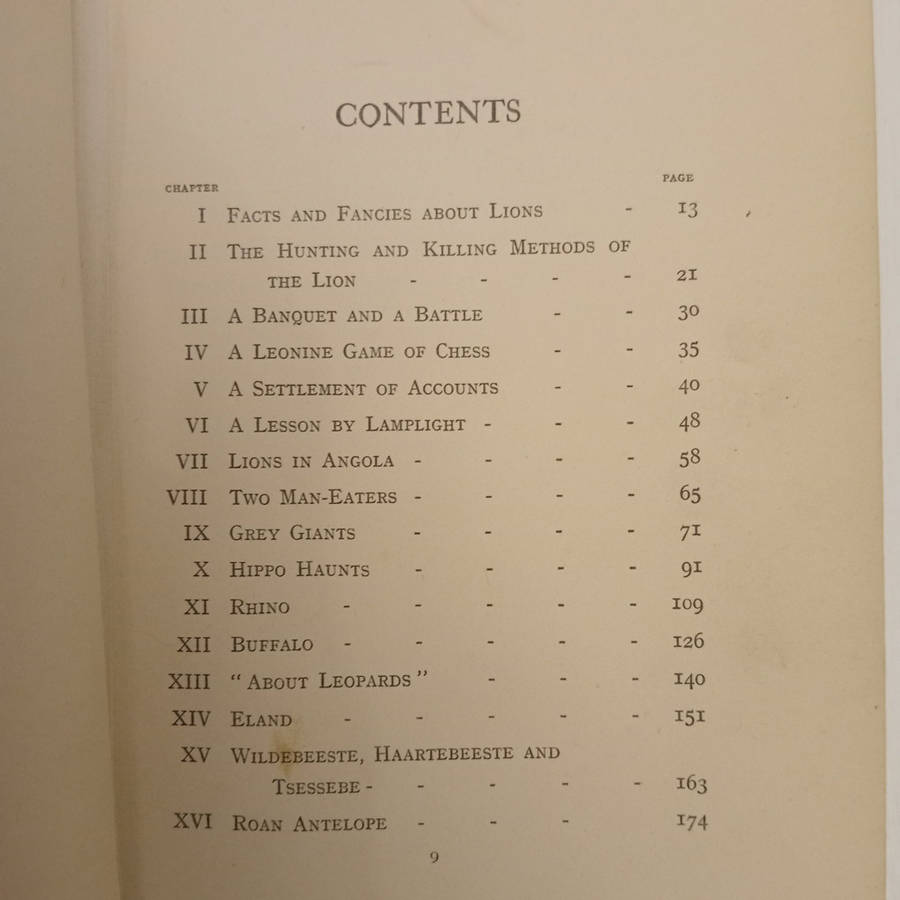 CONTENTS
CHAPTER PAGE
I FACTS AND FANCIES ABOUT LIONS - 13
II THE HUNTING AND KILLING METHODS OF
THE LION - - - - 21
III A BANQUET AND A BATTLE - - 30
IV A LEONINE GAME OF CHESS - - 35
V A SETTLEMENT OF ACCOUNTS - - 40
VI A LESSON BY LAMPLIGHT - - - 48
VII LIONS IN ANGOLA - - - - 58
VIII TWO MAN-EATERS - - - - 65
IX GREY GIANTS - - - - 71
X HIPPO HAUNTS - - - - 91
XI RHINO - - - - - 109
XII BUFFALO - - - - - 126
XIII "ABOUT LEOPARDS" - - - 140
XIV ELAND - - - - - 151
XV WILDEBEESTE, HAARTEBEESTE AND
TSESSEBE - - - - - 163
XVI ROAN ANTELOPE - - - 174
9